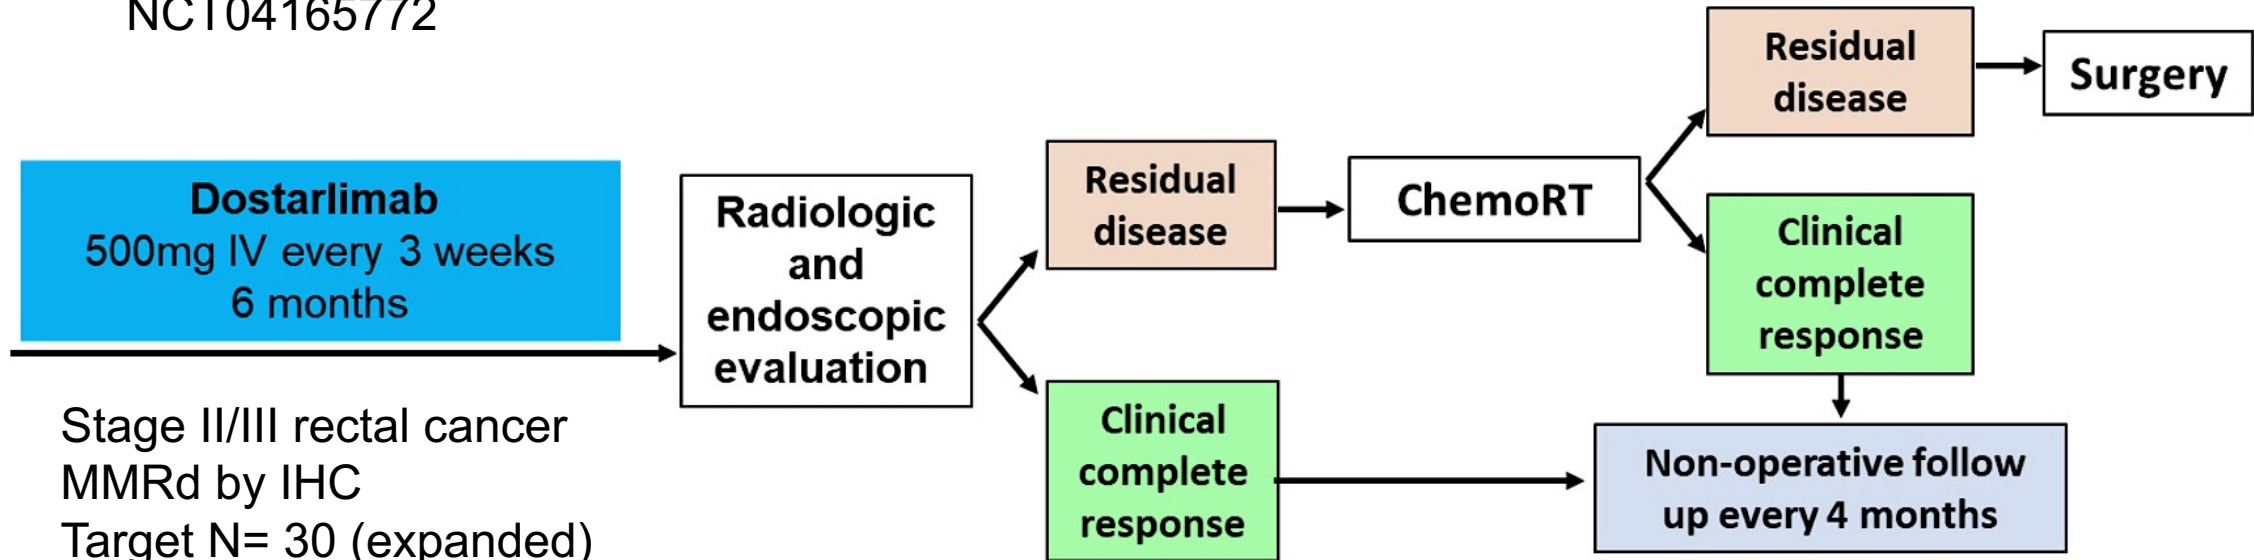 NCT04165772
Dostarlimab
500mg IV every 3 weeks
6 months
Stage II/III rectal cancer
MMRd by IHC
Target N= 30 (expanded)
Radiologic
and
endoscopic
evaluation
Residual
disease
ChemoRT
Residual
disease
Surgery
Clinical
complete
response
Clinical
complete
response
Non-operative follow
up every 4 months